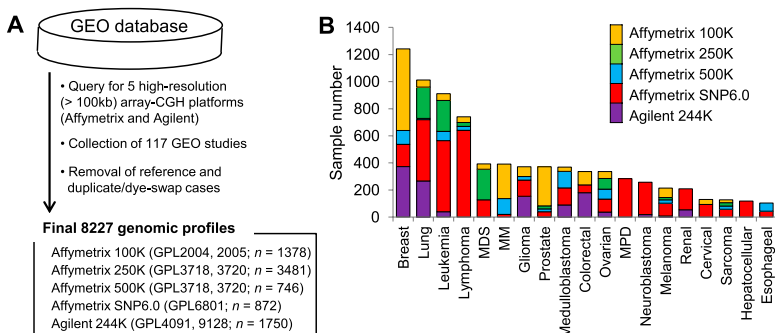 A
GEO database
• Query for 5 high-resolution
(> 100kb) array-CGH platforms
(Affymetrix and Agilent)
• Collection of 117 GEO studies
• Removal of reference and
duplicate/dye-swap cases
Final 8227 genomic profiles
Affymetrix 100K (GPL2004, 2005; n = 1378)
Affymetrix 250K (GPL3718, 3720; n = 3481)
Affymetrix 500K (GPL3718, 3720; n = 746)
Affymetrix SNP6.0 (GPL6801; n = 872)
Agilent 244K (GPL4091, 9128; n = 1750)
B
Sample number
1400
1200
1000
800
600
400
200
0
Affymetrix 100K
Affymetrix 250K
Affymetrix 500K
Affymetrix SNP6.0
Agilent 244K
Breast
Lung
Leukemia
Lymphoma
MDS
MM
Glioma
Prostate
Medulloblastoma
Colorectal
Ovarian
MPD
Neuroblastoma
Melanoma
Renal
Cervical
Sarcoma
Hepatocellular
Esophageal